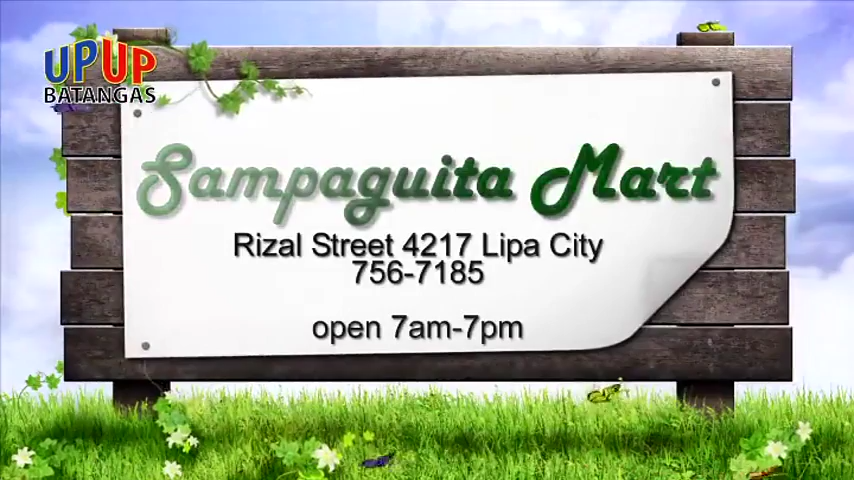 UPUP
BATANGAS
Sampaguita Mart
Rizal Street 4217 Lipa City
756-7185
open 7am-7pm